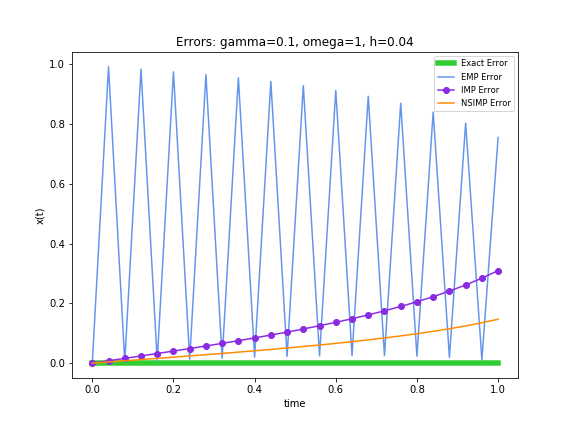 Errors: gamma=0.1, omega=1, h=0.04
Exact Error
EMP Error
IMP Error
NSIMP Error
x(t)
1.0
0.8
0.6
0.4
0.2
0.0
0.0 0.2 0.4 0.6 0.8 1.0
time